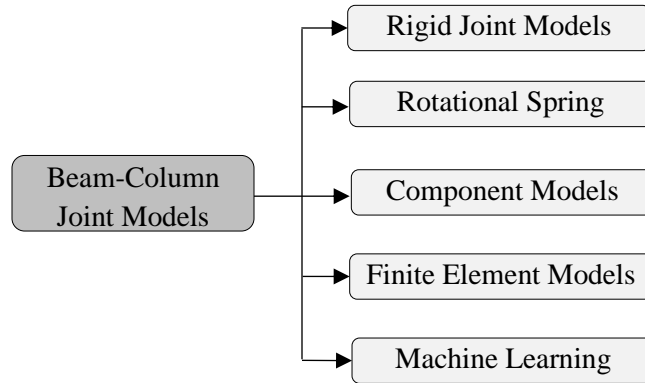 Rigid Joint Models
Rotational Spring
Beam-Column
Joint Models
Component Models
Finite Element Models
Machine Learning